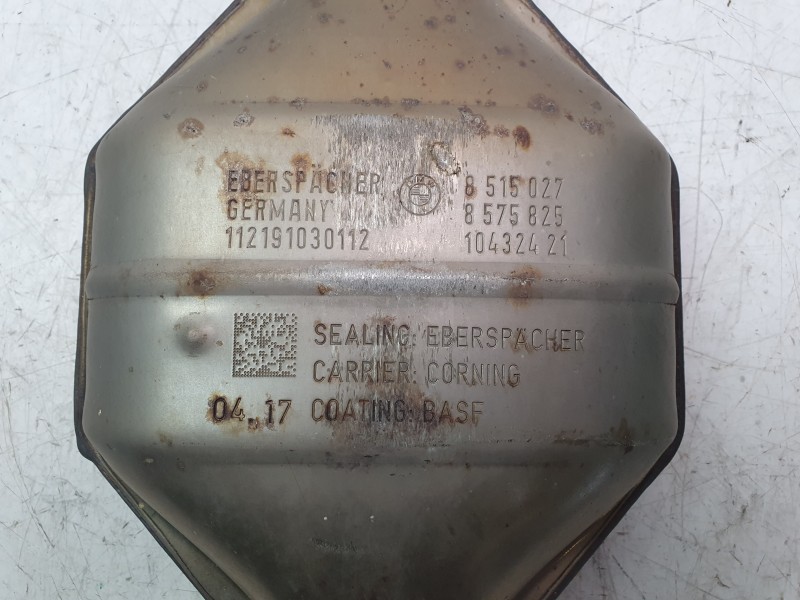 EBERSPÄCHER 8 515 027
GERMANY 8 575 825
112191030112 10432421
SEALING: EBERSPÄCHER
CARRIER: CORNING
04.17 COATING: BASF